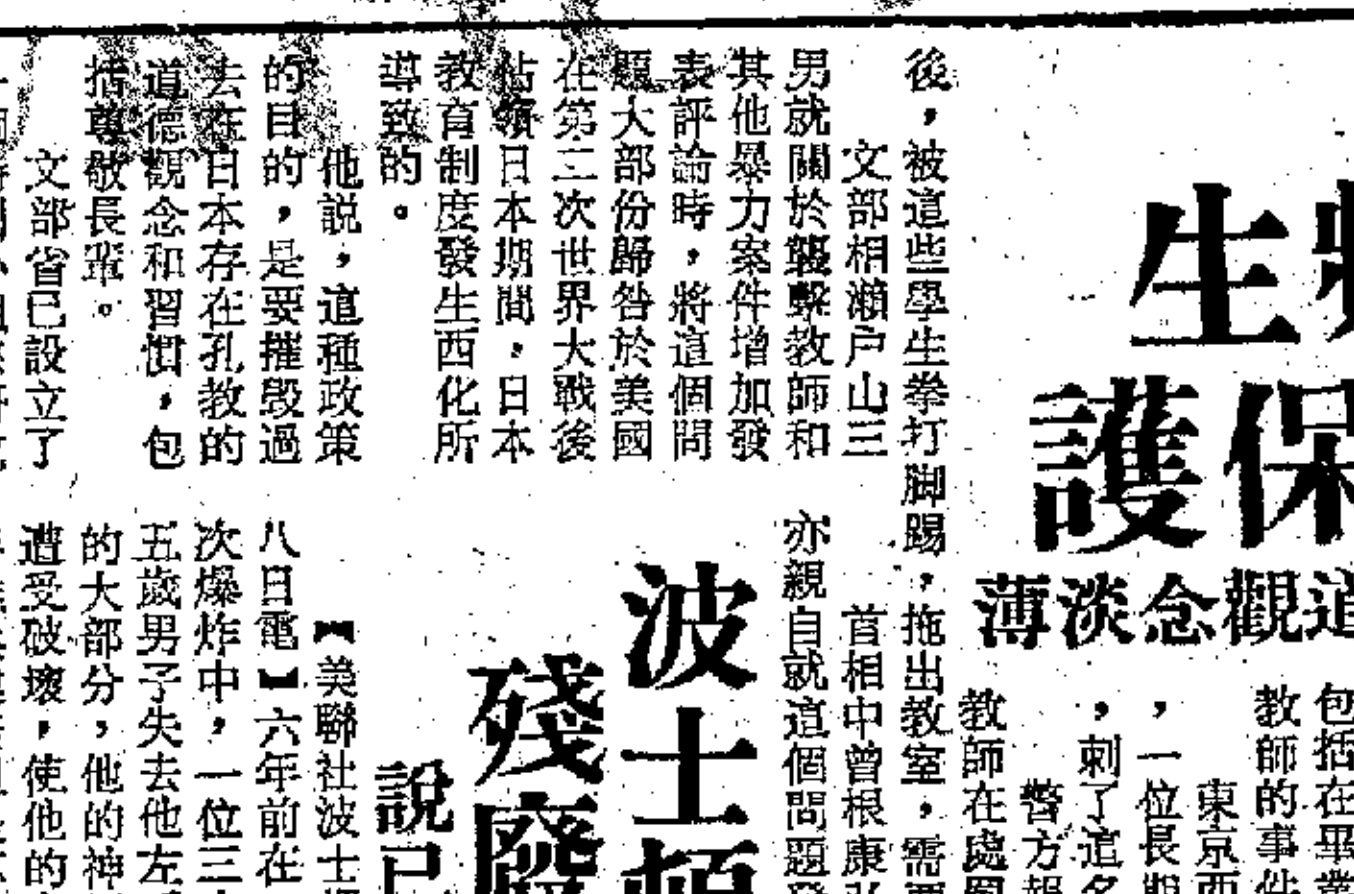 生
保護
道觀念淡薄
包括在畢業
教師的事件
東京西
，一位長期
，刺了這名
警方報
教師在處罰
後，被這些學生拳打脚踢，拖出教室，需要
文部相瀨户山三
男就關於襲擊教師和
其他暴力案件增加發
表評論時，將這個問
題大部份歸咎於美國
在第二次世界大戰後
佔領日本期間，日本
教育制度發生西化所
導致的。
他説，這種政策
的目的，是要摧毀過
去在日本存在孔教的
道德觀念和習慣，包
括尊敬長輩。
文部省已設立了
首相中曾根康弘
亦親自就這個問題發
波士頓
殘廢
説已
【美聯社波士頓
八日電】六年前在
次爆炸中，一位三
五歲男子失去他左
的大部分，他的神
遭受破壞，使他的